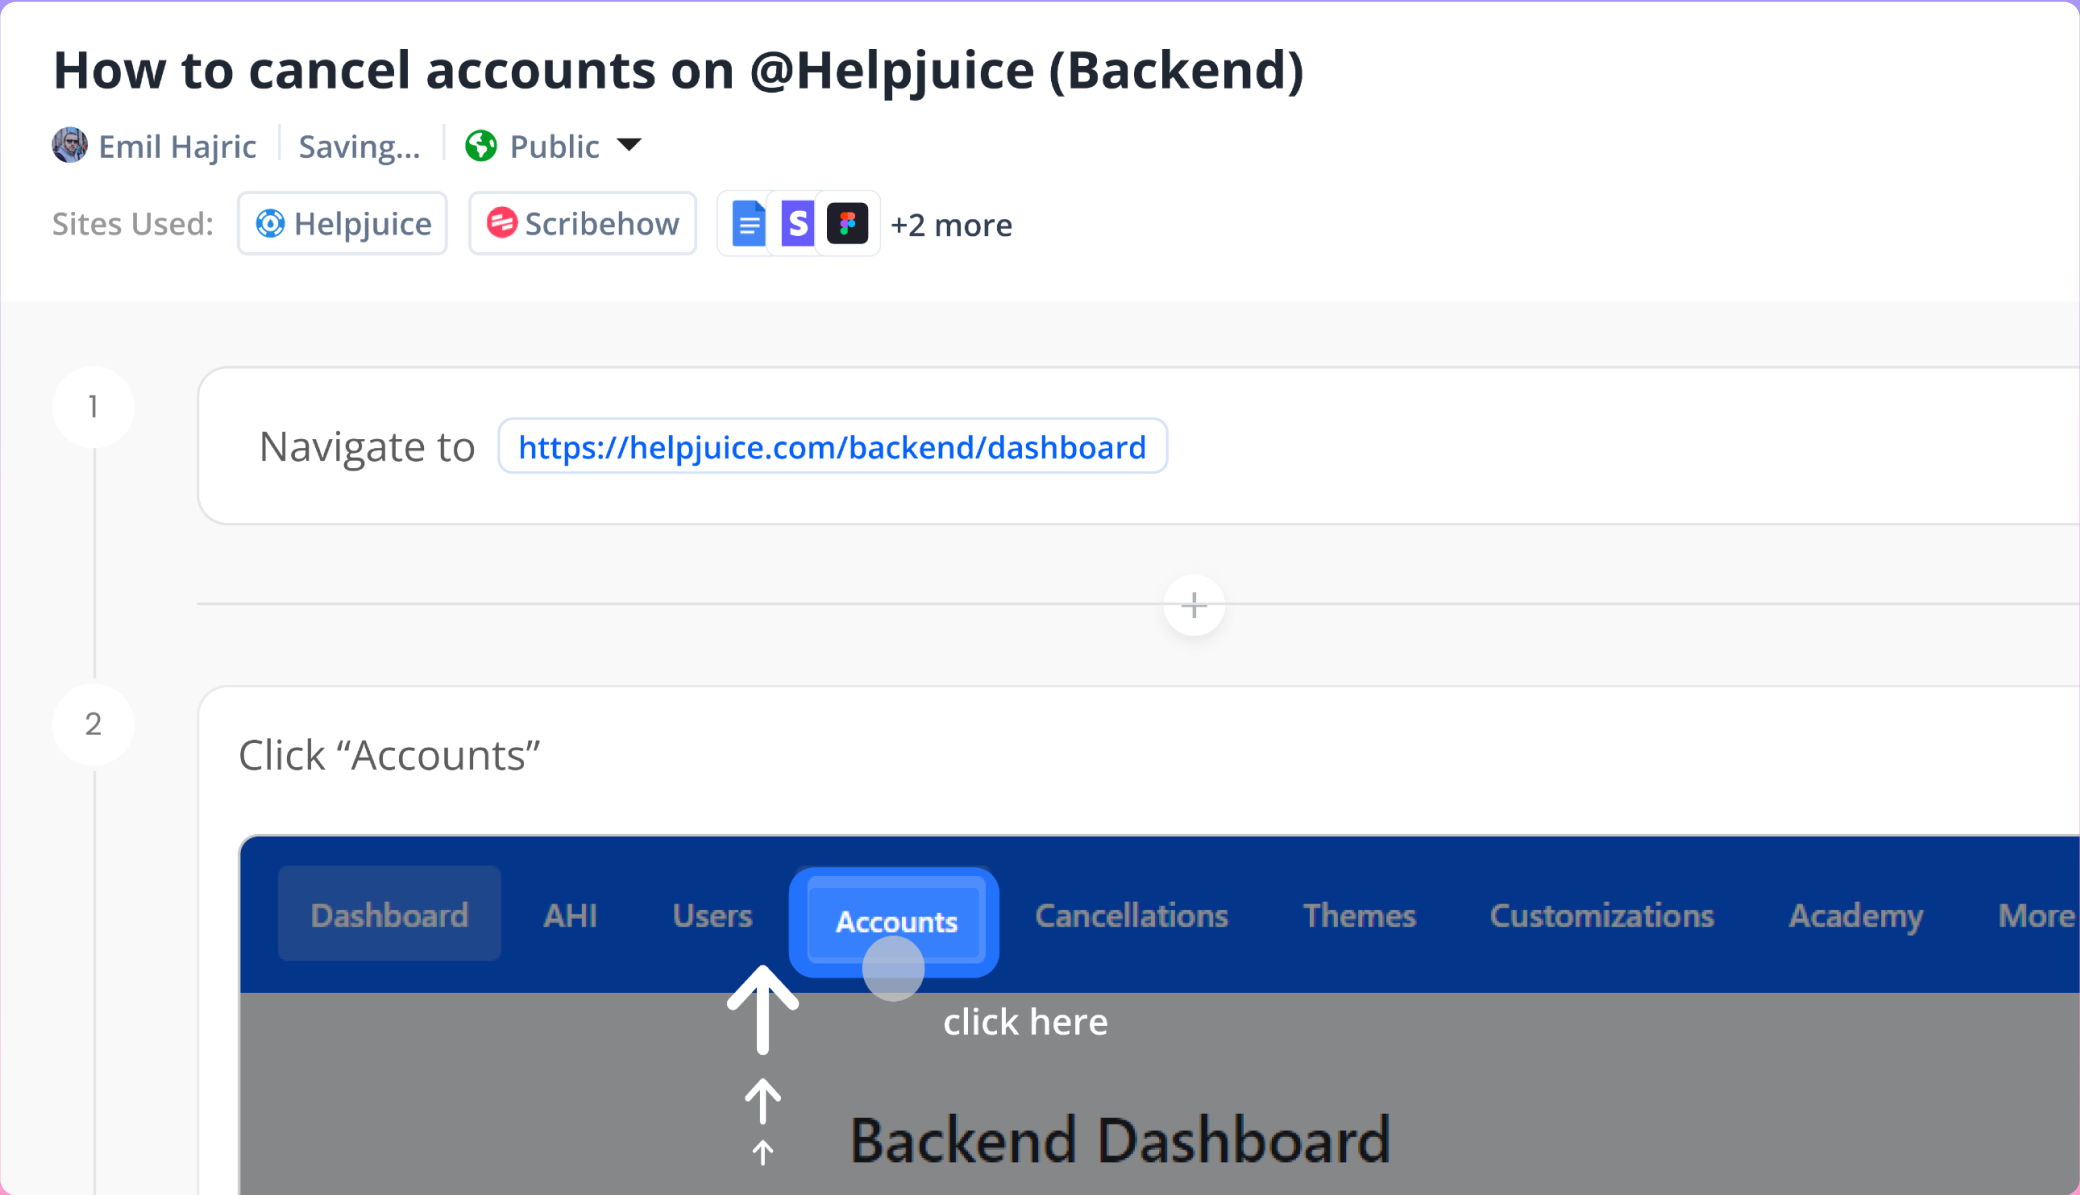 How to cancel accounts on @Helpjuice (Backend)
Emil Hajric Saving... Public
Sites Used: Helpjuice Scribehow S +2 more
1
Navigate to https://helpjuice.com/backend/dashboard
2
Click “Accounts”
Dashboard AHI Users Accounts Cancellations Themes Customizations Academy More
click here
Backend Dashboard